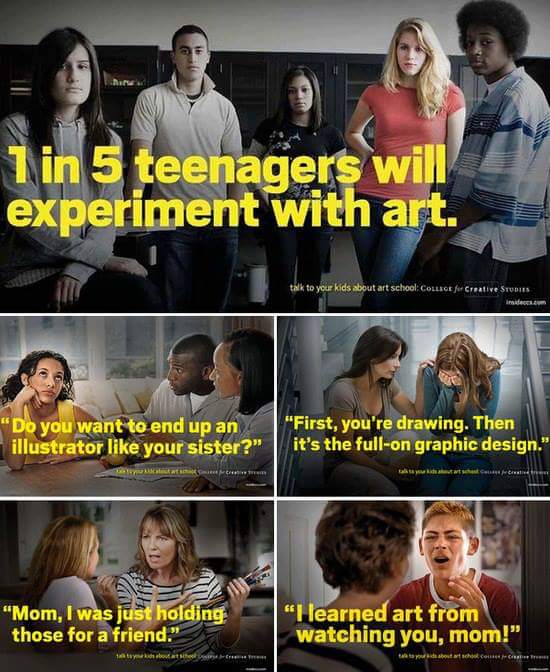 1 in 5 teenagers will
experiment with art.
talk to your kids about art school: COLLEGE for CREATIVE STUDIES
insideccs.com
"Do you want to end up an
illustrator like your sister?"
talk to your kids about art school: COLLEGE for CREATIVE STUDIES
"First, you're drawing. Then
it's the full-on graphic design."
talk to your kids about art school: COLLEGE for CREATIVE STUDIES
"Mom, I was just holding
those for a friend."
talk to your kids about art school: COLLEGE for CREATIVE STUDIES
"I learned art from
watching you, mom!"
talk to your kids about art school: COLLEGE for CREATIVE STUDIES